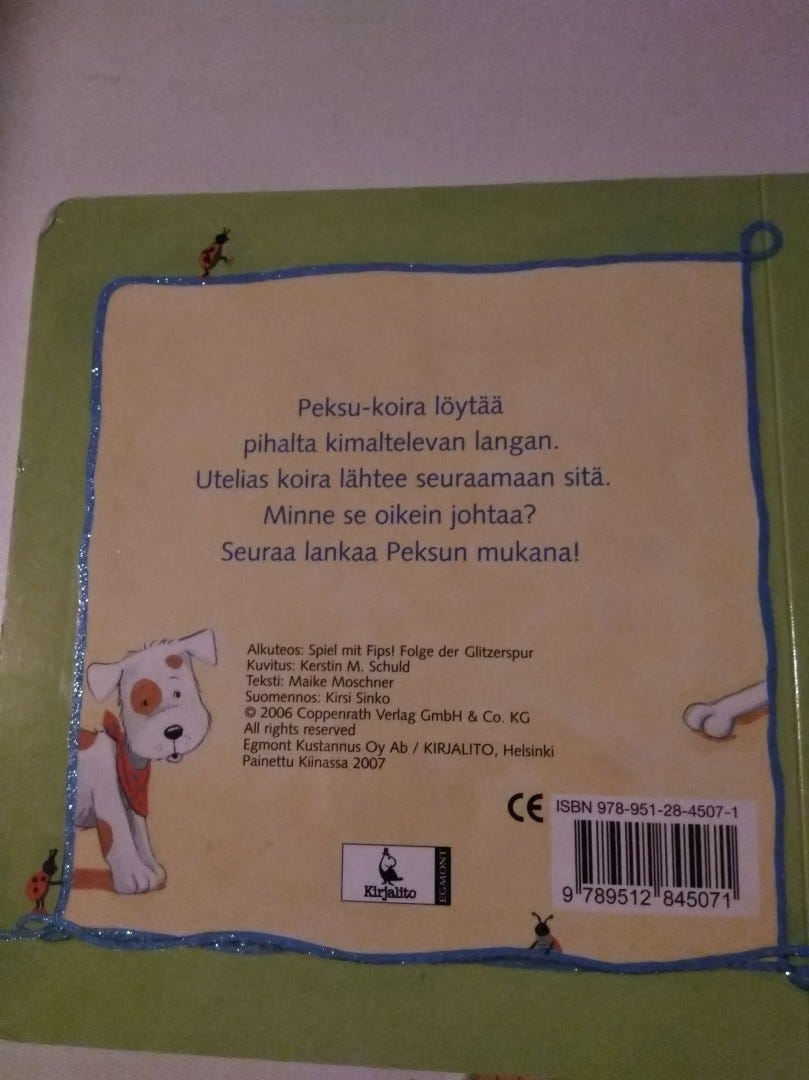 Peksu-koira löytää
pihalta kimaltelevan langan.
Utelias koira lähtee seuraamaan sitä.
Minne se oikein johtaa?
Seuraa lankaa Peksun mukana!
Alkuteos: Spiel mit Fips! Folge der Glitzerspur
Kuvitus: Kerstin M. Schuld
Teksti: Maike Moschner
Suomennos: Kirsi Sinko
© 2006 Coppenrath Verlag GmbH & Co. KG
All rights reserved
Egmont Kustannus Oy Ab / KIRJALITO, Helsinki
Painettu Kiinassa 2007
CE
ISBN 978-951-28-4507-1
9 789512 845071
Kirjalito
EGMONT